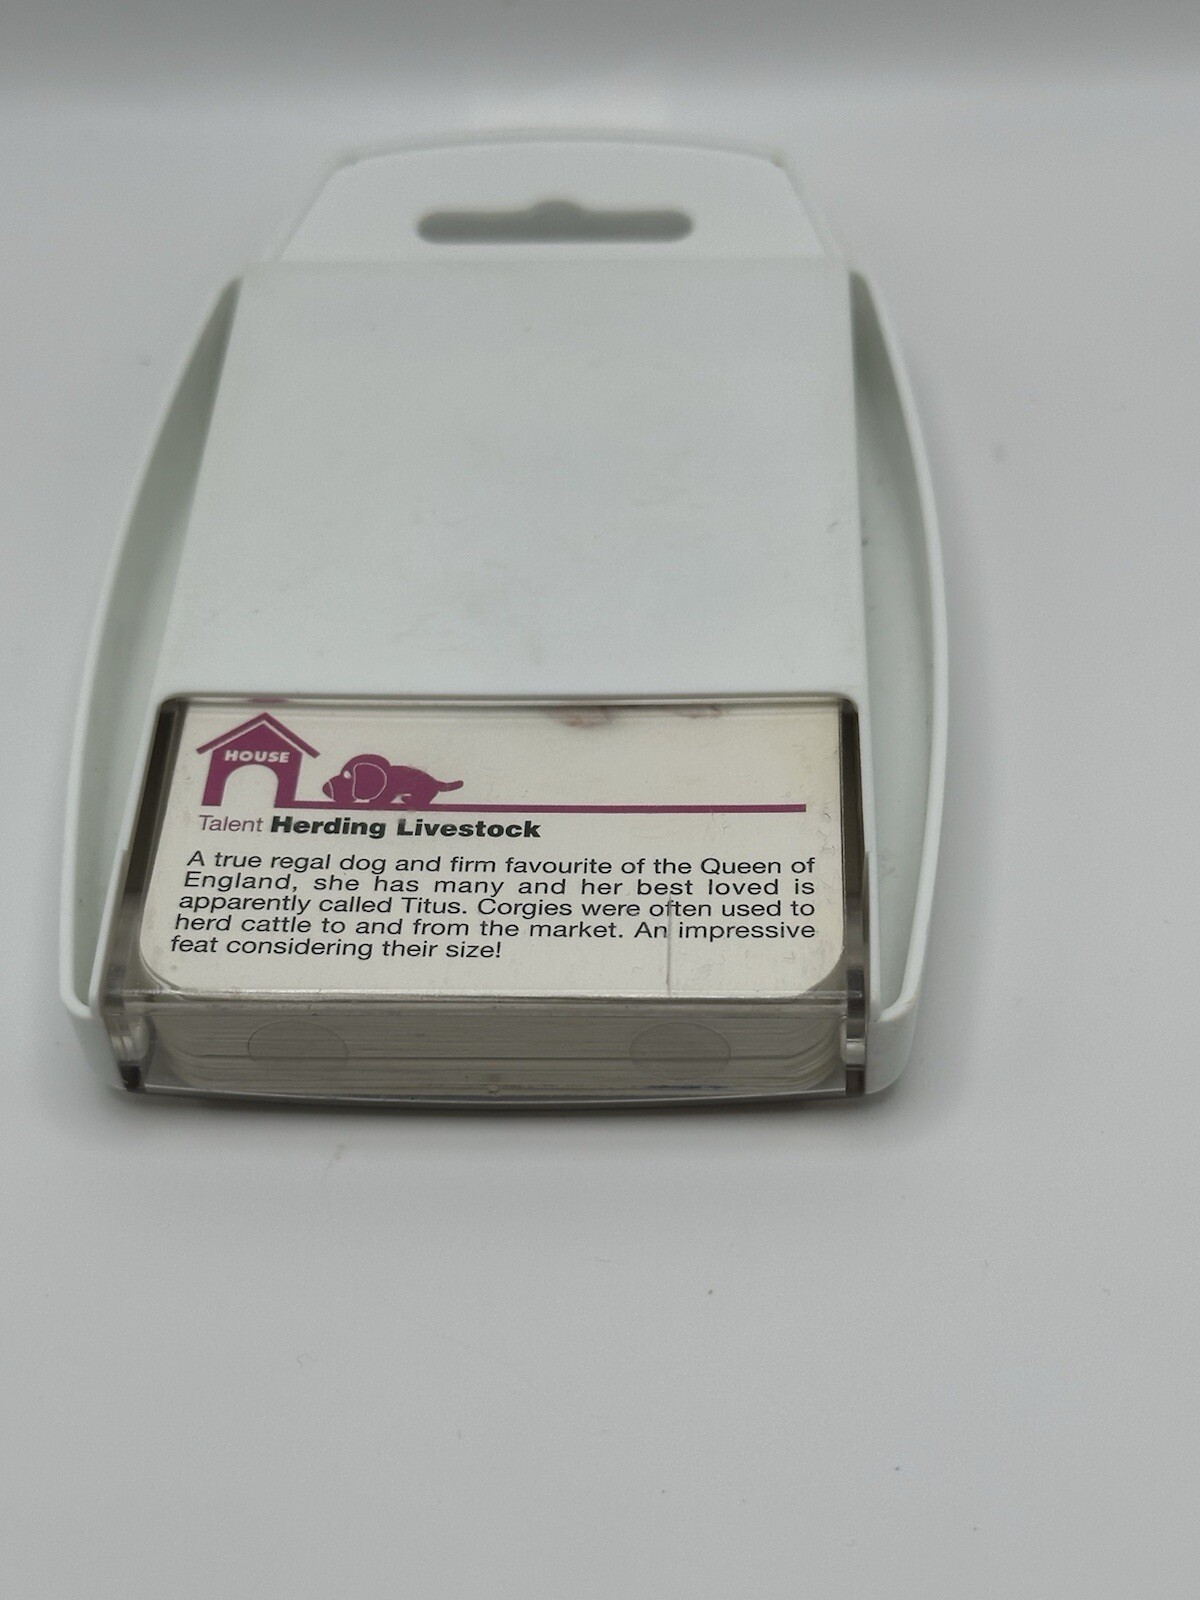 HOUSE
Talent Herding Livestock
A true regal dog and firm favourite of the Queen of
England, she has many and her best loved is
apparently called Titus. Corgies were often used to
herd cattle to and from the market. An impressive
feat considering their size!